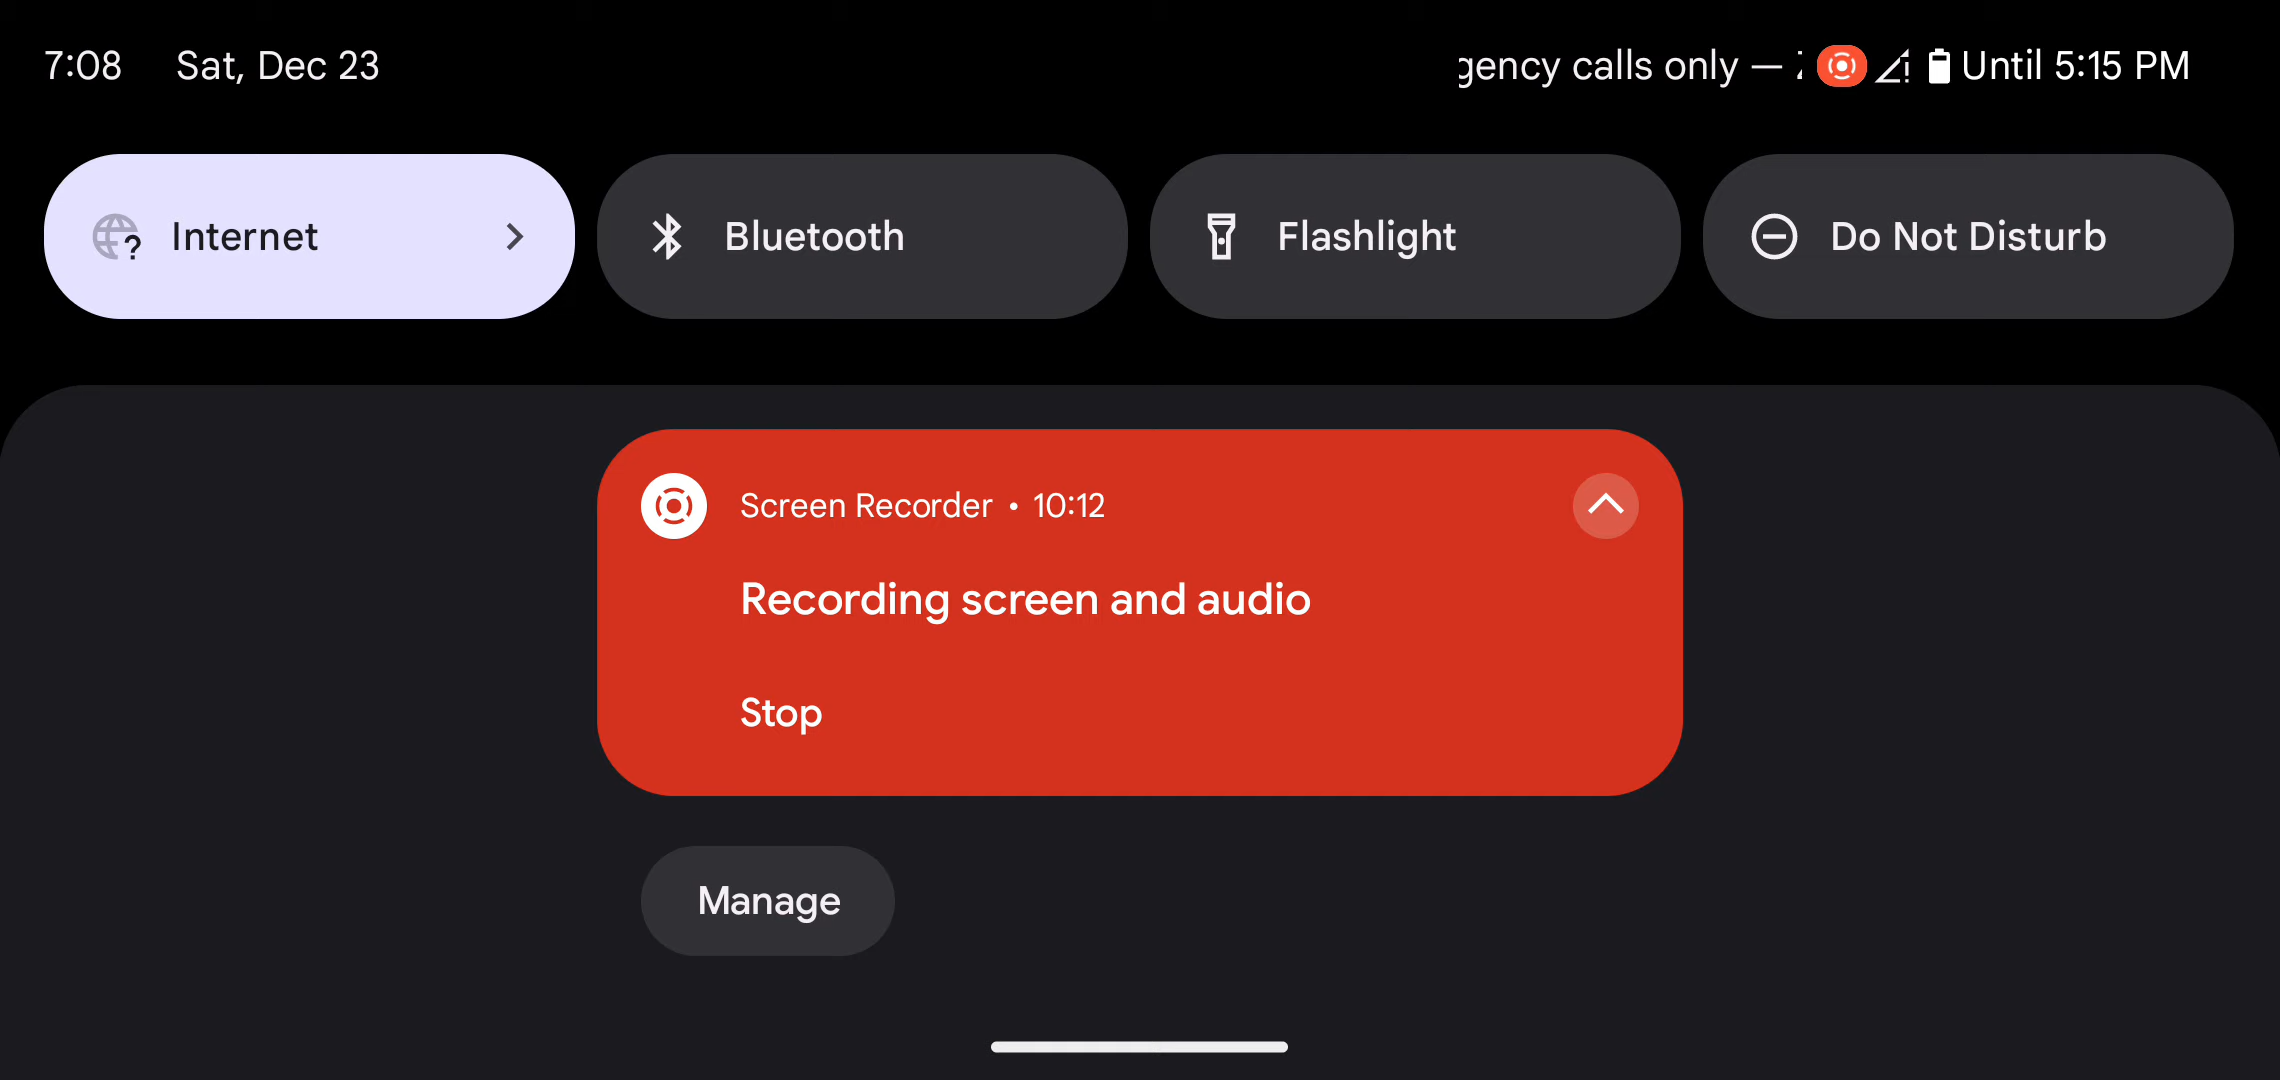 7:08 Sat, Dec 23
calls only — Until 5:15 PM
Internet
Bluetooth
Flashlight
Do Not Disturb
Screen Recorder • 10:12
Recording screen and audio
Stop
Manage